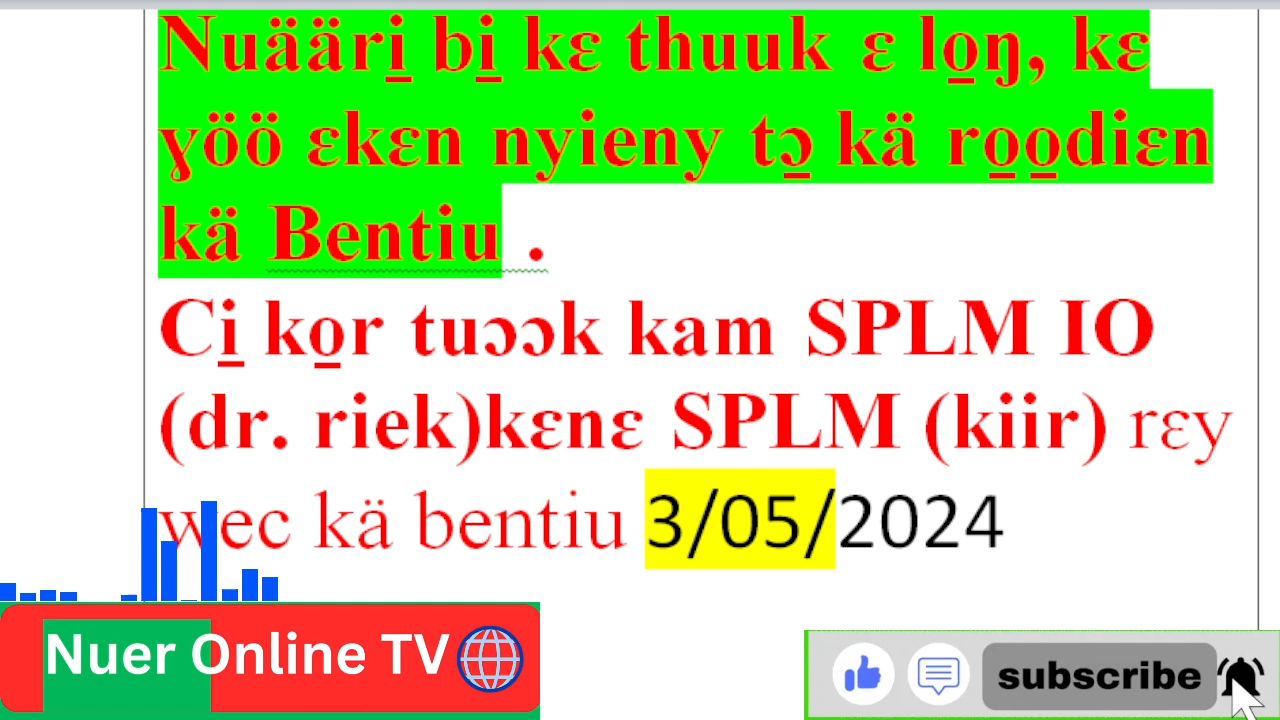 Nuääri̱ bi̱ kɛ thuuk ɛ lo̱ŋ, kɛ
ɣöö ɛkɛn nyieny tɔ̱ kä ro̱o̱diɛn
kä Bentiu .
Ci̱ ko̱r tuɔɔk kam SPLM IO
(dr. riek)kɛnɛ SPLM (kiir) rɛy
wec kä bentiu 3/05/2024
Nuer Online TV
subscribe